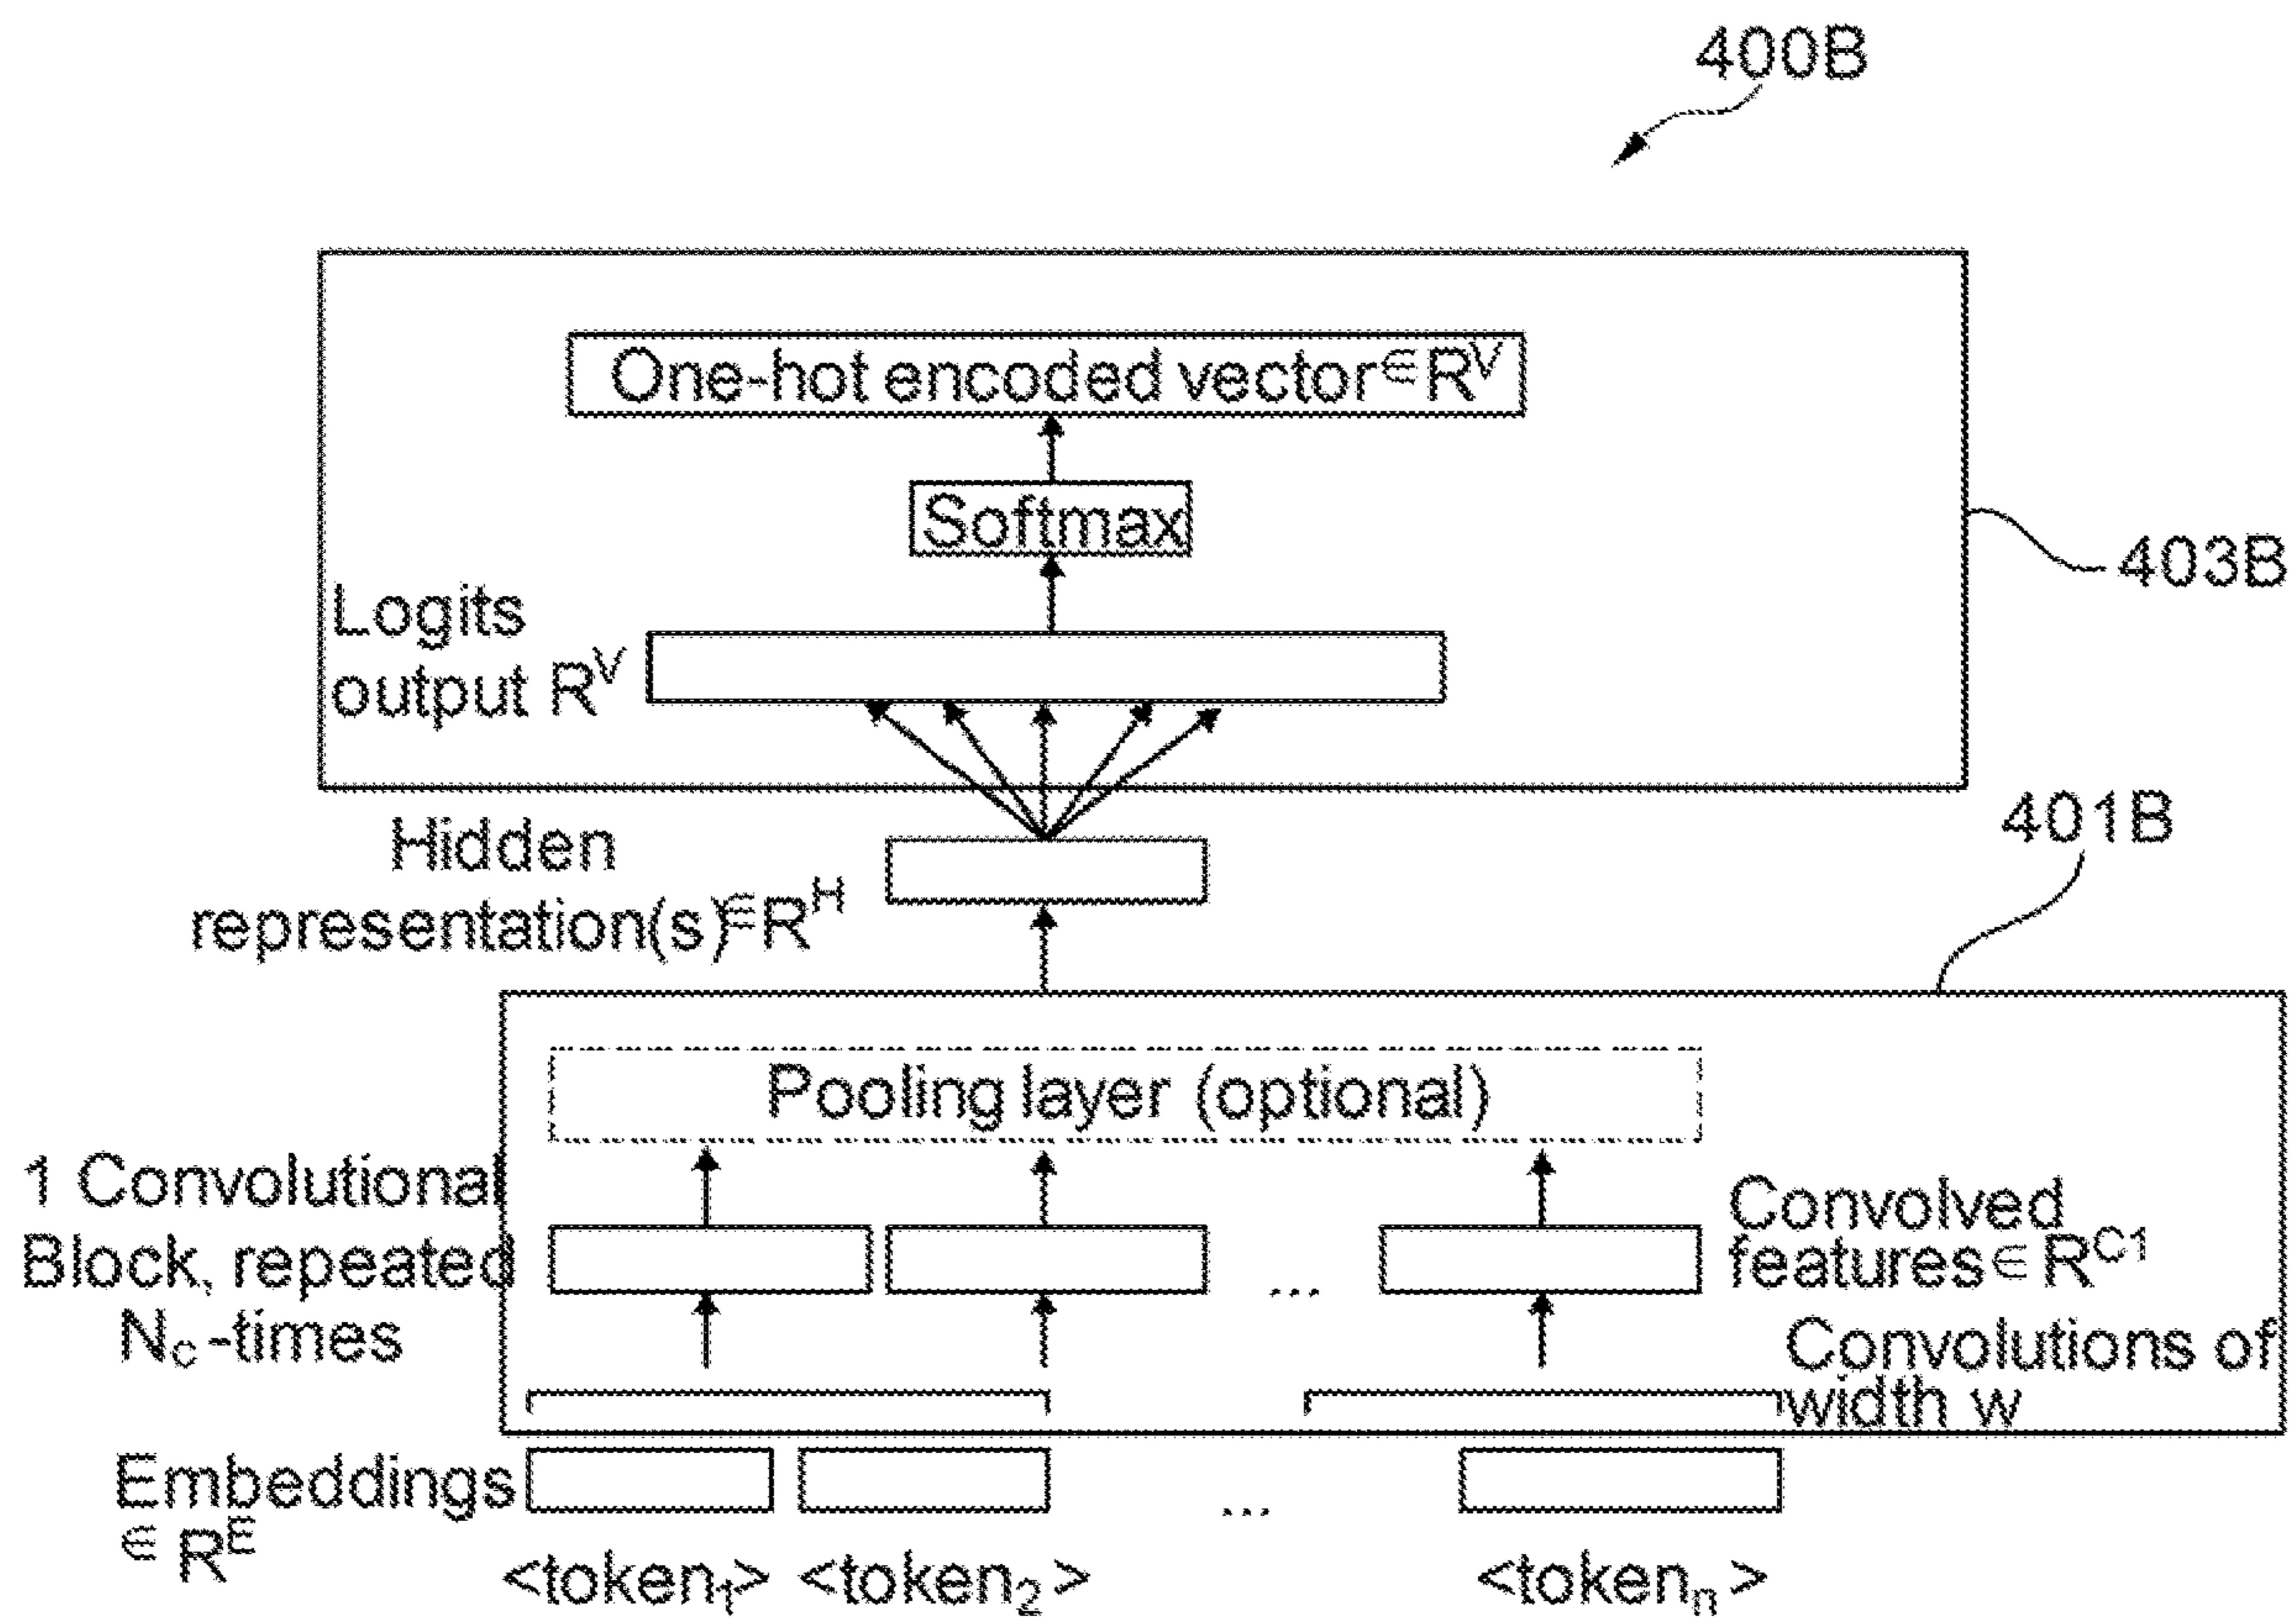 400B
One-hot encoded vector ∈ R^V
Softmax
403B
Logits
output R^V
401B
Hidden
representation(s) ∈ R^H
Pooling layer (optional)
1 Convolutional
Block, repeated
N_c-times
Convolved
features ∈ R^C1
...
Convolutions of
width w
Embeddings
∈ R^E
...
<token_1> <token_2> <token_n>